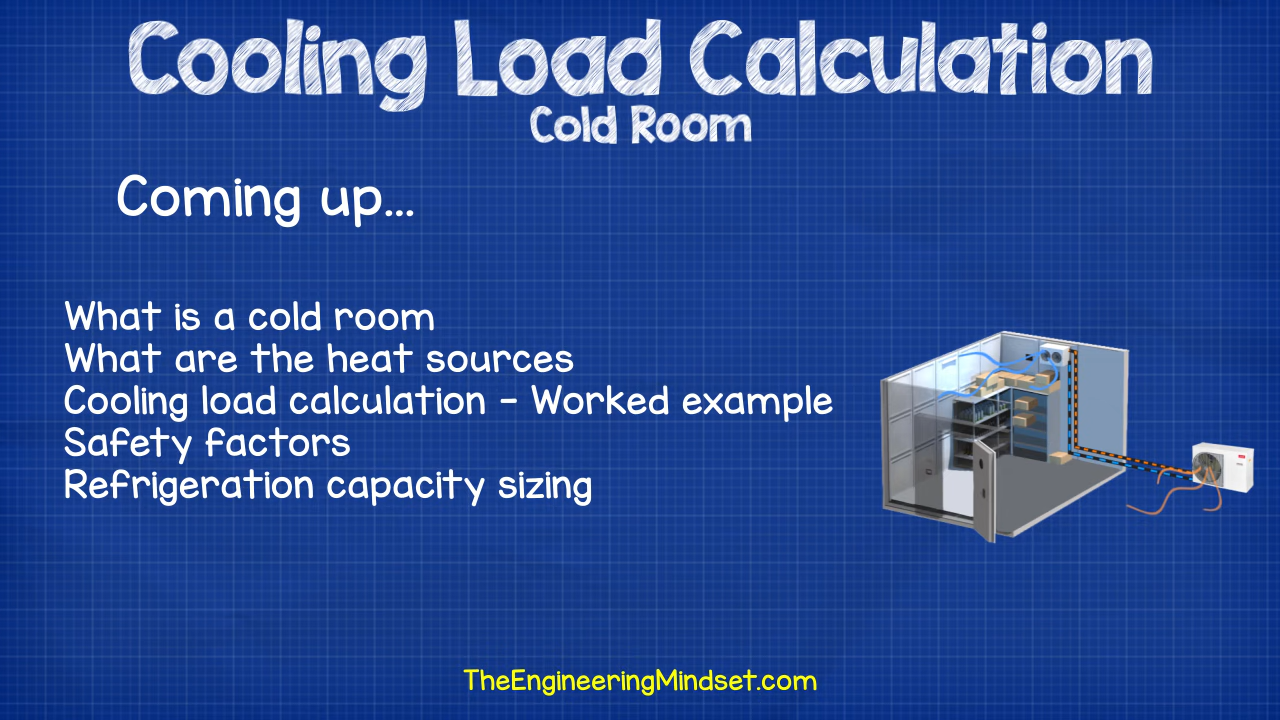 Cooling Load Calculation
Cold Room
Coming up...
What is a cold room
What are the heat sources
Cooling load calculation – Worked example
Safety factors
Refrigeration capacity sizing
TheEngineeringMindset.com